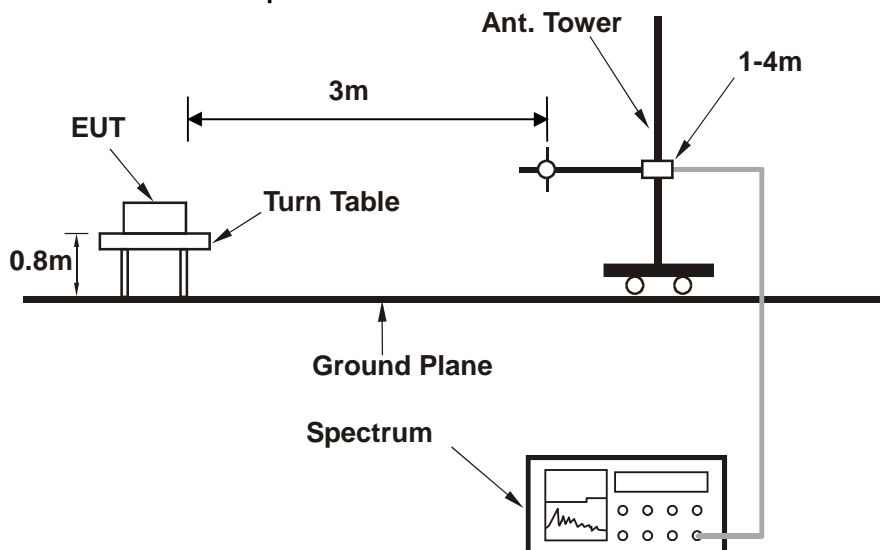 Ant. Tower
1-4m
3m
EUT
Turn Table
0.8m
Ground Plane
Spectrum